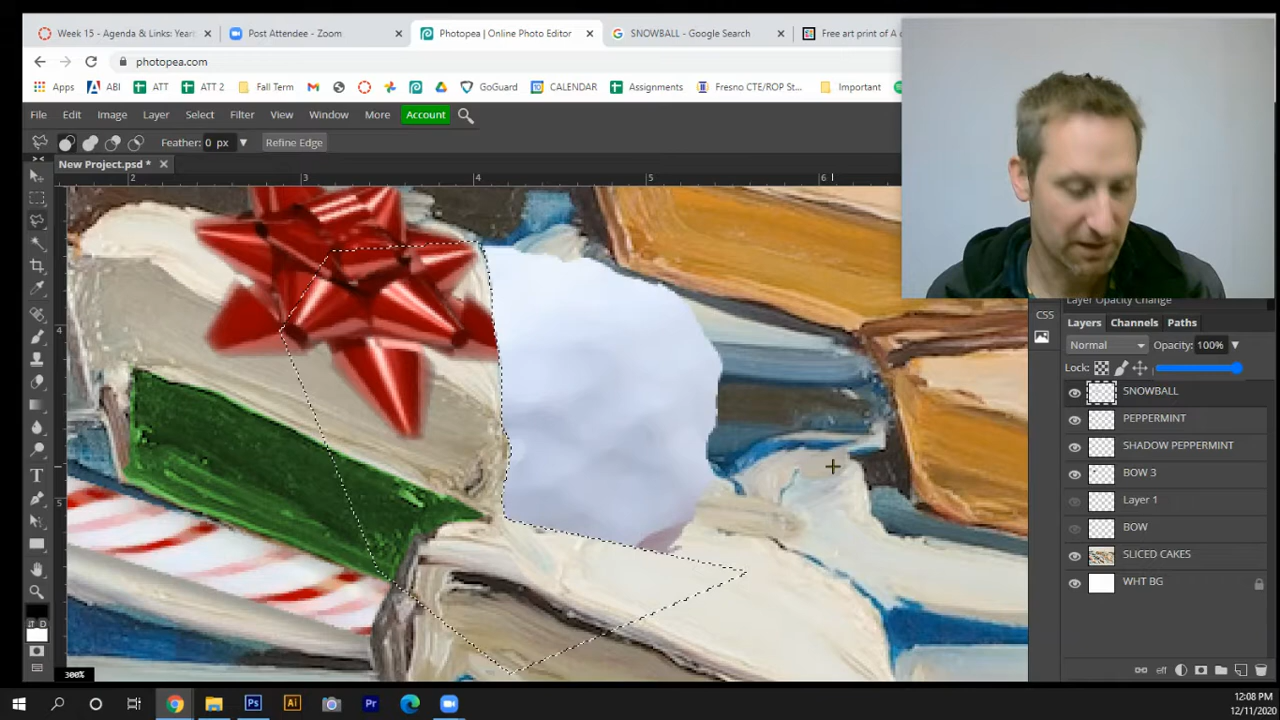 Week 15 - Agenda & Links: Year
Post Attendee - Zoom
Photopea | Online Photo Editor
SNOWBALL - Google Search
Free art print of A c
photopea.com
Apps
ABI
ATT
ATT 2
Fall Term
GoGuard
CALENDAR
Assignments
Fresno CTE/ROP St...
Important
File Edit Image Layer Select Filter View Window More Account
Feather: 0 px
Refine Edge
New Project.psd *
2 3 4 5 6
4
5
Layer Opacity Change
CSS
Layers Channels Paths
Normal
Opacity: 100%
Lock:
SNOWBALL
PEPPERMINT
SHADOW PEPPERMINT
BOW 3
Layer 1
BOW
SLICED CAKES
WHT BG
D
300%
12:08 PM
12/11/2020